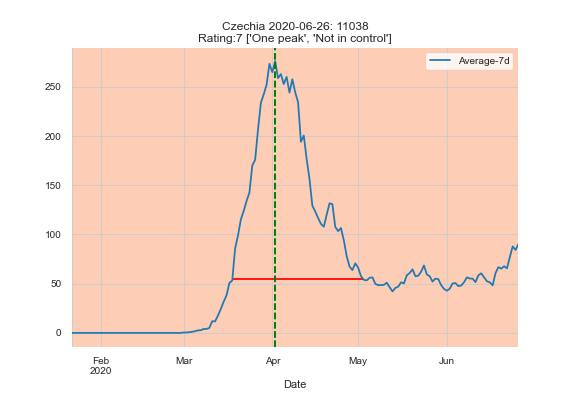 Czechia 2020-06-26: 11038
Rating:7 ['One peak', 'Not in control']
Average-7d
250
200
150
100
50
0
Feb
2020
Mar
Apr
May
Jun
Date